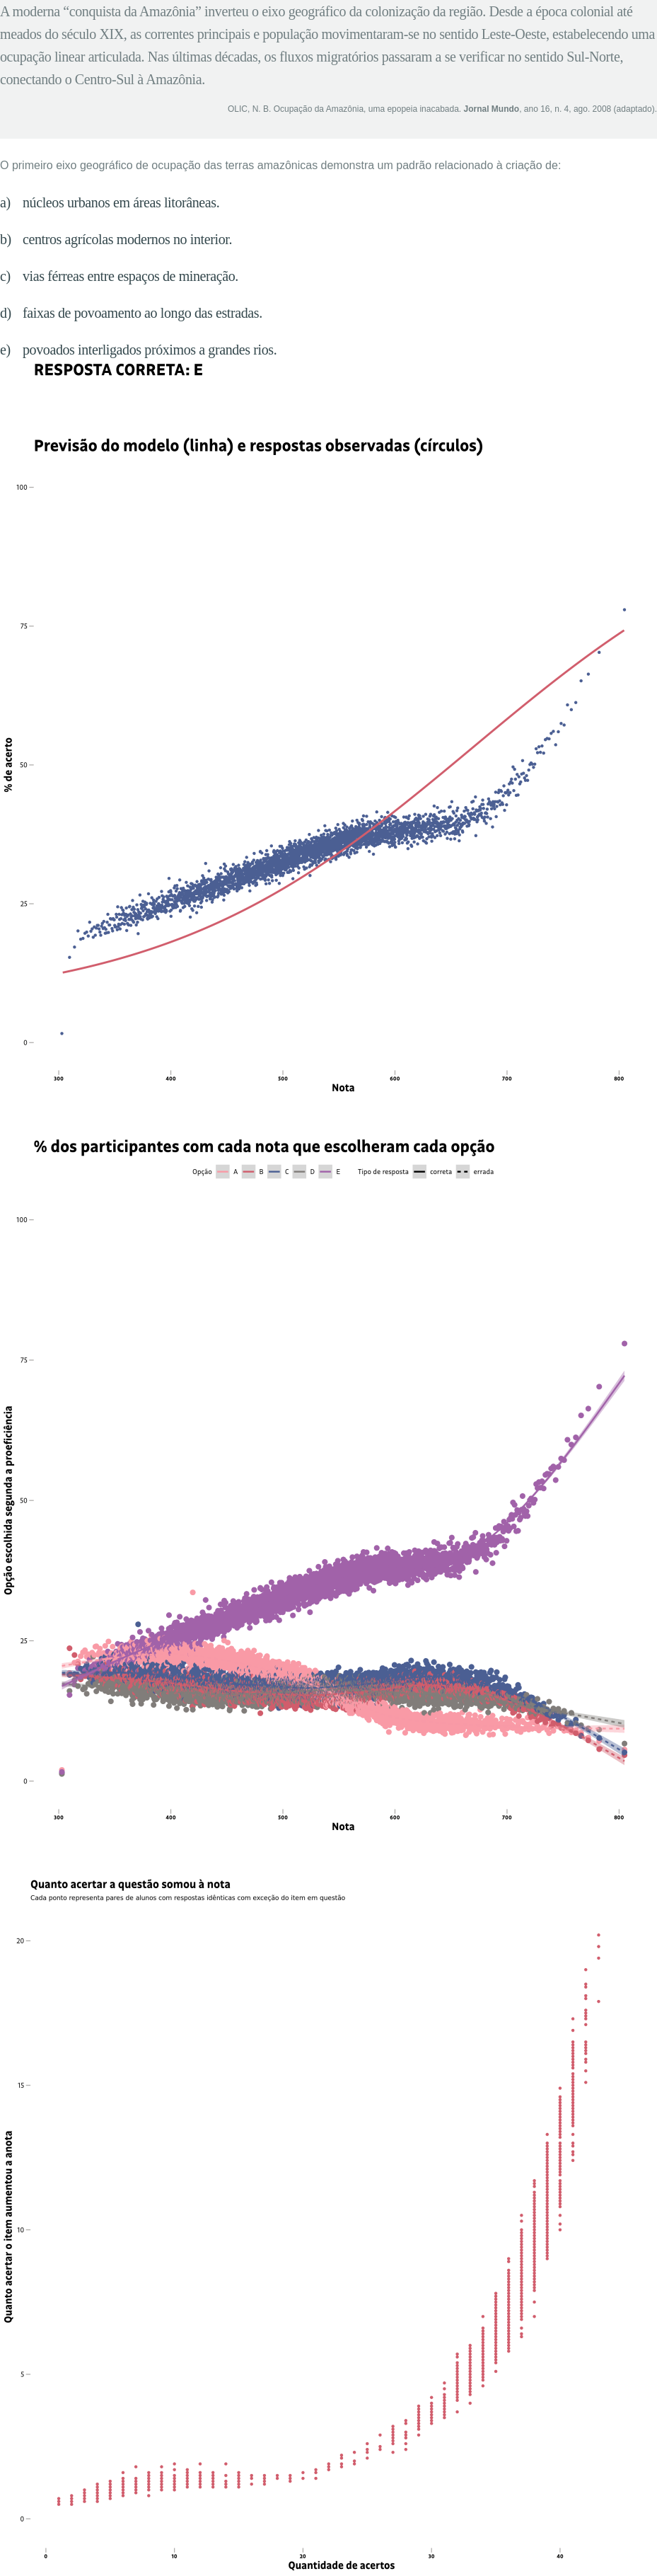 A moderna “conquista da Amazônia” inverteu o eixo geográfico da colonização da região. Desde a época colonial até
meados do século XIX, as correntes principais e população movimentaram-se no sentido Leste-Oeste, estabelecendo uma
ocupação linear articulada. Nas últimas décadas, os fluxos migratórios passaram a se verificar no sentido Sul-Norte,
conectando o Centro-Sul à Amazônia.
OLIC, N. B. Ocupação da Amazônia, uma epopeia inacabada. Jornal Mundo, ano 16, n. 4, ago. 2008 (adaptado).
O primeiro eixo geográfico de ocupação das terras amazônicas demonstra um padrão relacionado à criação de:
a) núcleos urbanos em áreas litorâneas.
b) centros agrícolas modernos no interior.
c) vias férreas entre espaços de mineração.
d) faixas de povoamento ao longo das estradas.
e) povoados interligados próximos a grandes rios.
RESPOSTA CORRETA: E
Previsão do modelo (linha) e respostas observadas (círculos)
100
75
50
25
0
% de acerto
300 400 500 600 700 800
Nota
% dos participantes com cada nota que escolheram cada opção
Opção A B C D E Tipo de resposta correta errada
100
75
50
25
0
Opção escolhida segunda a proeficiência
300 400 500 600 700 800
Nota
Quanto acertar a questão somou à nota
Cada ponto representa pares de alunos com respostas idênticas com exceção do item em questão
20
15
10
5
0
Quanto acertar o item aumentou a anota
0 10 20 30 40
Quantidade de acertos